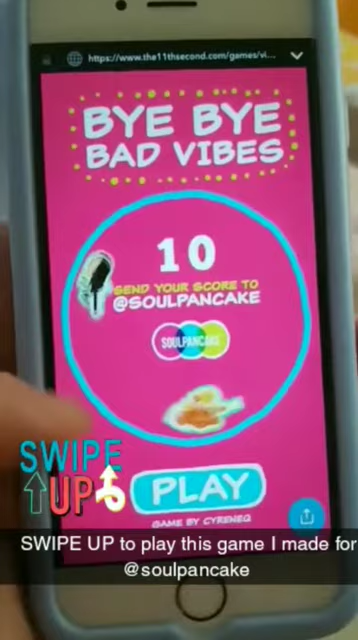 https://www.the11thsecond.com/games/vi...
BYE BYE
BAD VIBES
10
SEND YOUR SCORE TO
@SOULPANCAKE
SOULPANCAKE
SWIPE
UP
PLAY
GAME BY CYRENEQ
SWIPE UP to play this game I made for
@soulpancake